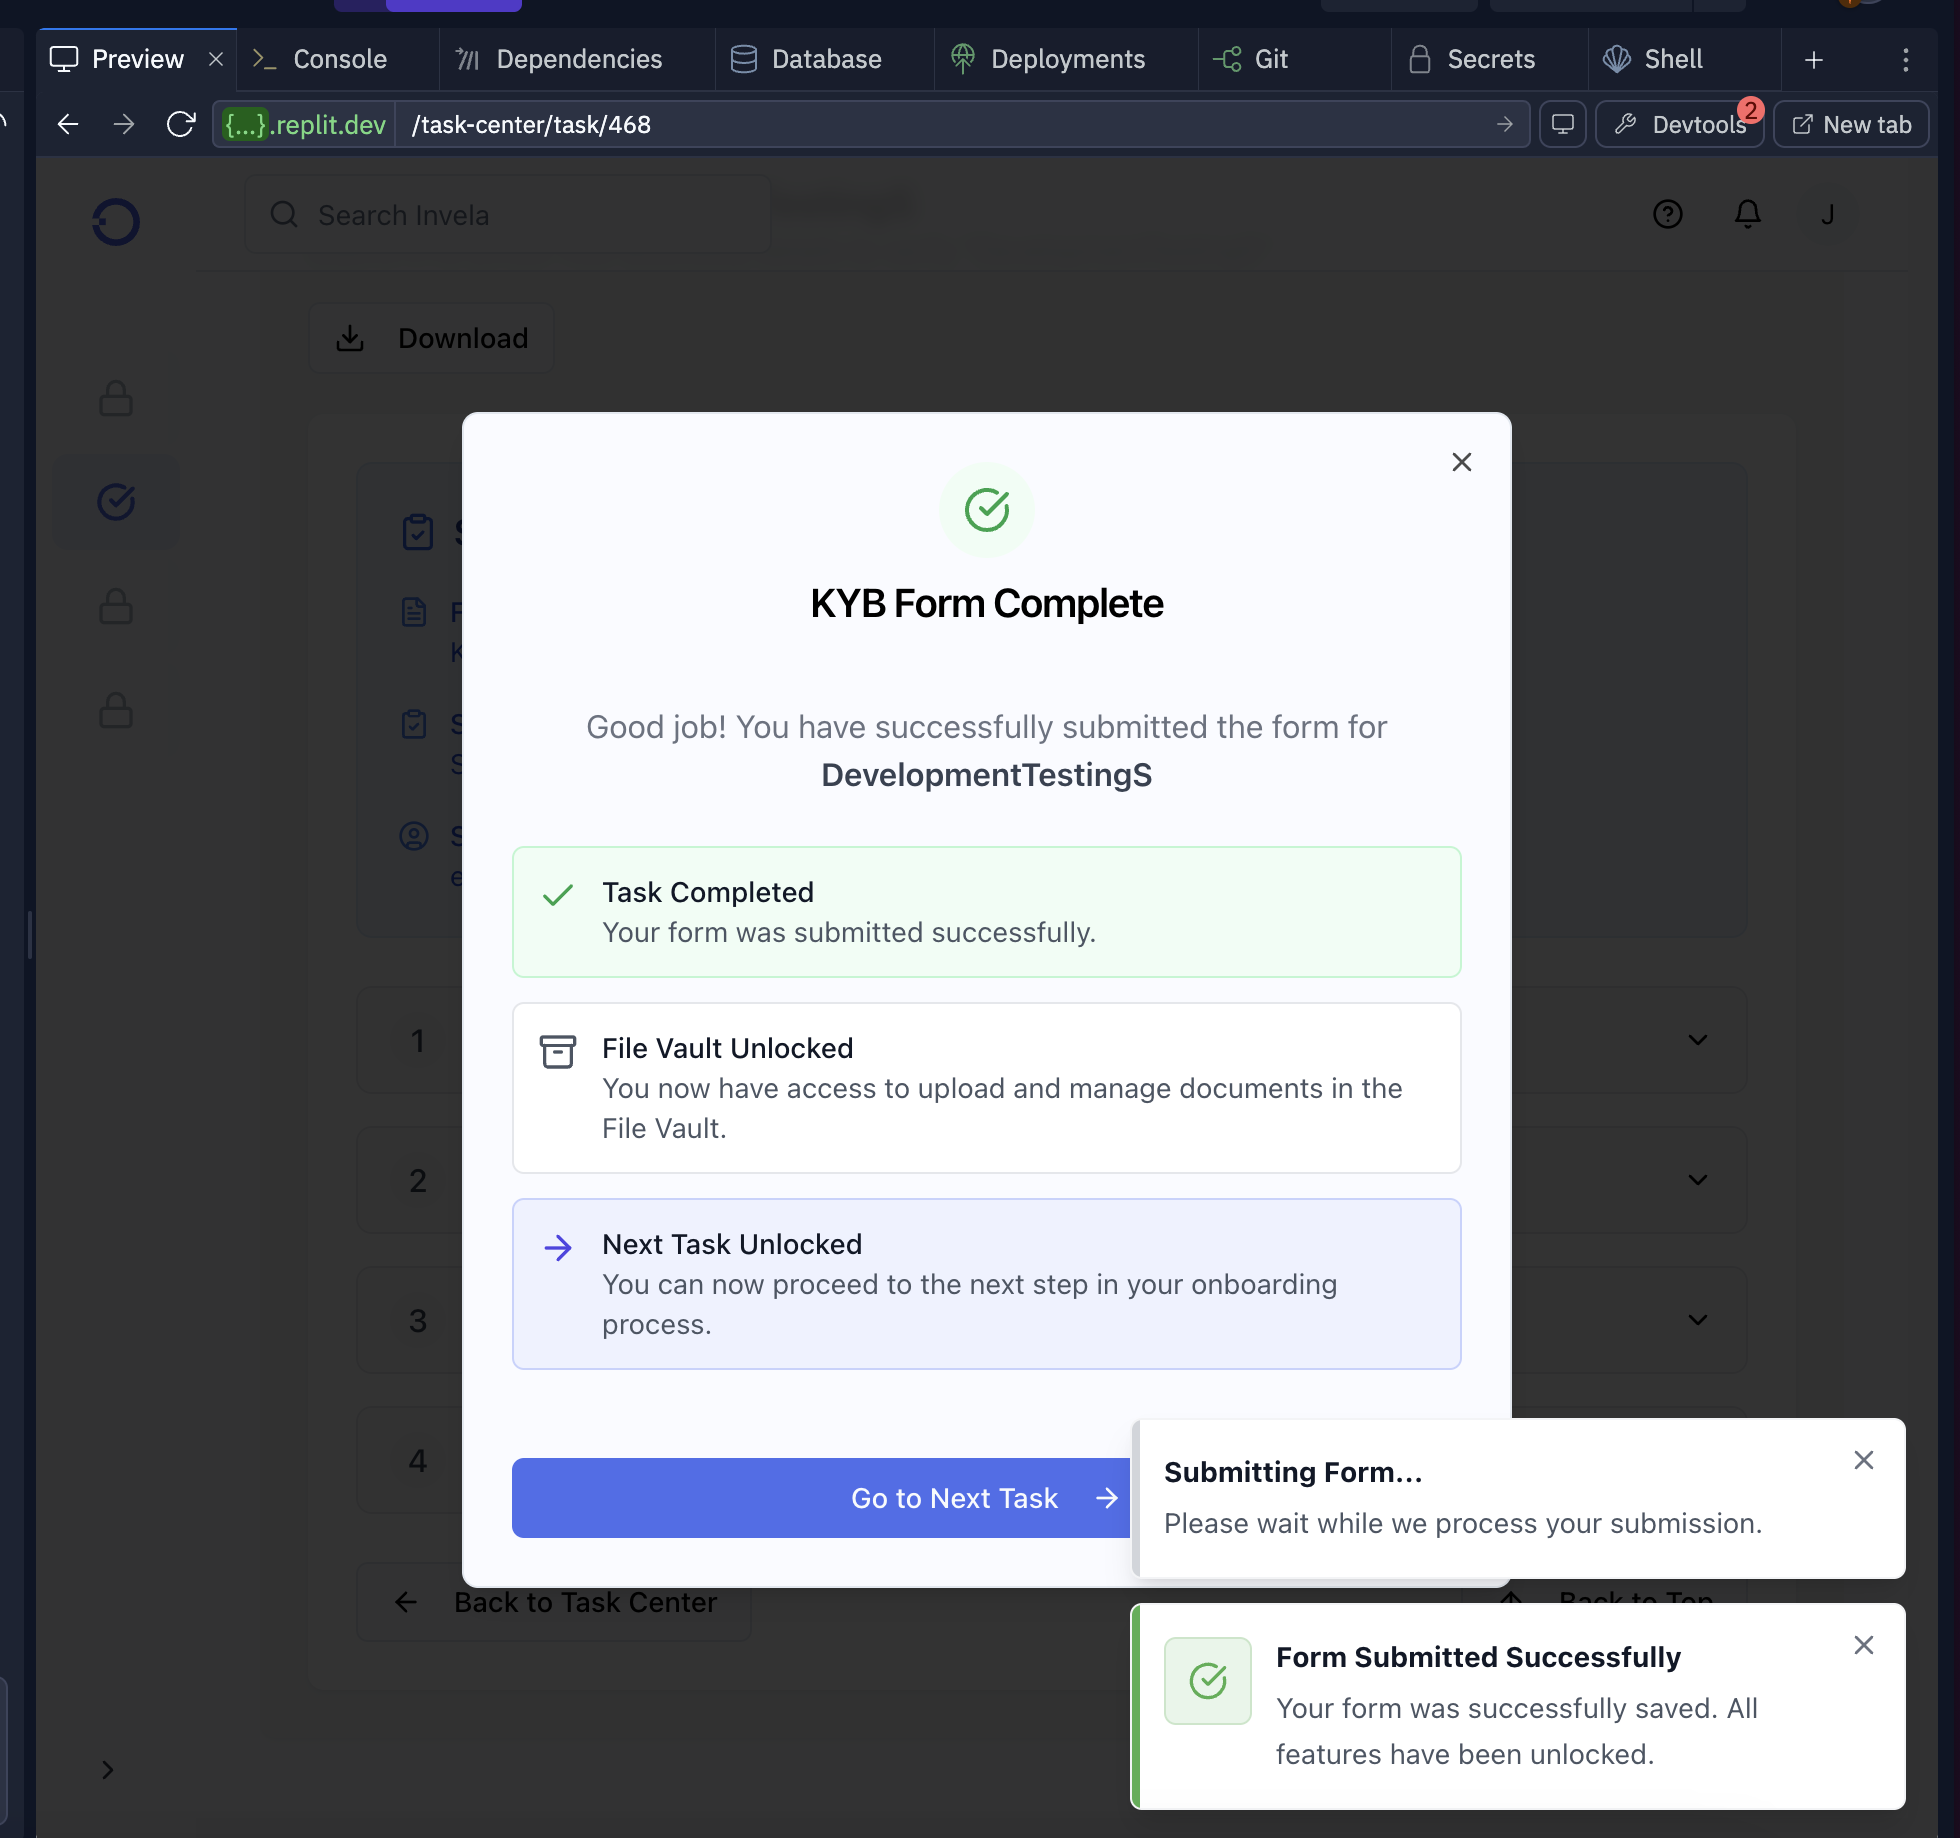 Preview
Console
Dependencies
Database
Deployments
Git
Secrets
Shell
{...}.replit.dev
/task-center/task/468
Devtools
2
New tab
Search Invela
J
Download
KYB Form Complete
Good job! You have successfully submitted the form for
DevelopmentTestingS
Task Completed
Your form was submitted successfully.
File Vault Unlocked
You now have access to upload and manage documents in the
File Vault.
Next Task Unlocked
You can now proceed to the next step in your onboarding
process.
1
2
3
4
Go to Next Task
Submitting Form...
Please wait while we process your submission.
Back to Task Center
Back to Top
Form Submitted Successfully
Your form was successfully saved. All
features have been unlocked.